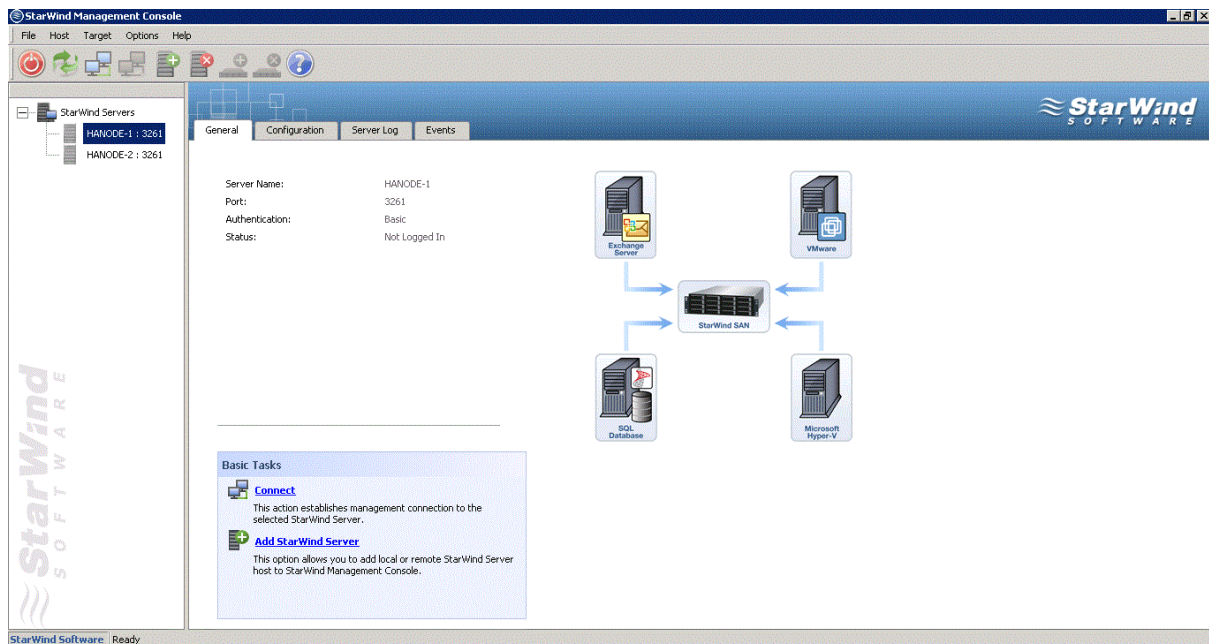 StarWind Management Console
File Host Target Options Help
StarWind Servers
HANODE-1 : 3261
HANODE-2 : 3261
StarWind
SOFTWARE
General Configuration Server Log Events
StarWind
SOFTWARE
Server Name: HANODE-1
Port: 3261
Authentication: Basic
Status: Not Logged In
Exchange
Server
VMware
StarWind SAN
SQL
Database
Microsoft
Hyper-V
Basic Tasks
Connect
This action establishes management connection to the
selected StarWind Server.
Add StarWind Server
This option allows you to add local or remote StarWind Server
host to StarWind Management Console.
StarWind Software Ready